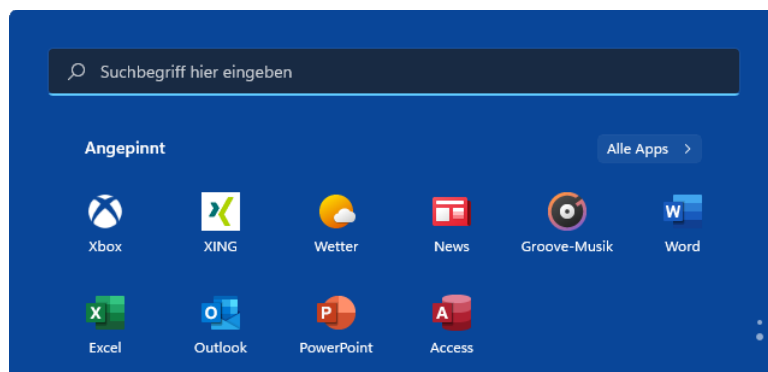 Suchbegriff hier eingeben
Angepinnt Alle Apps
Xbox XING Wetter News Groove-Musik Word
W
X O P A
Excel Outlook PowerPoint Access